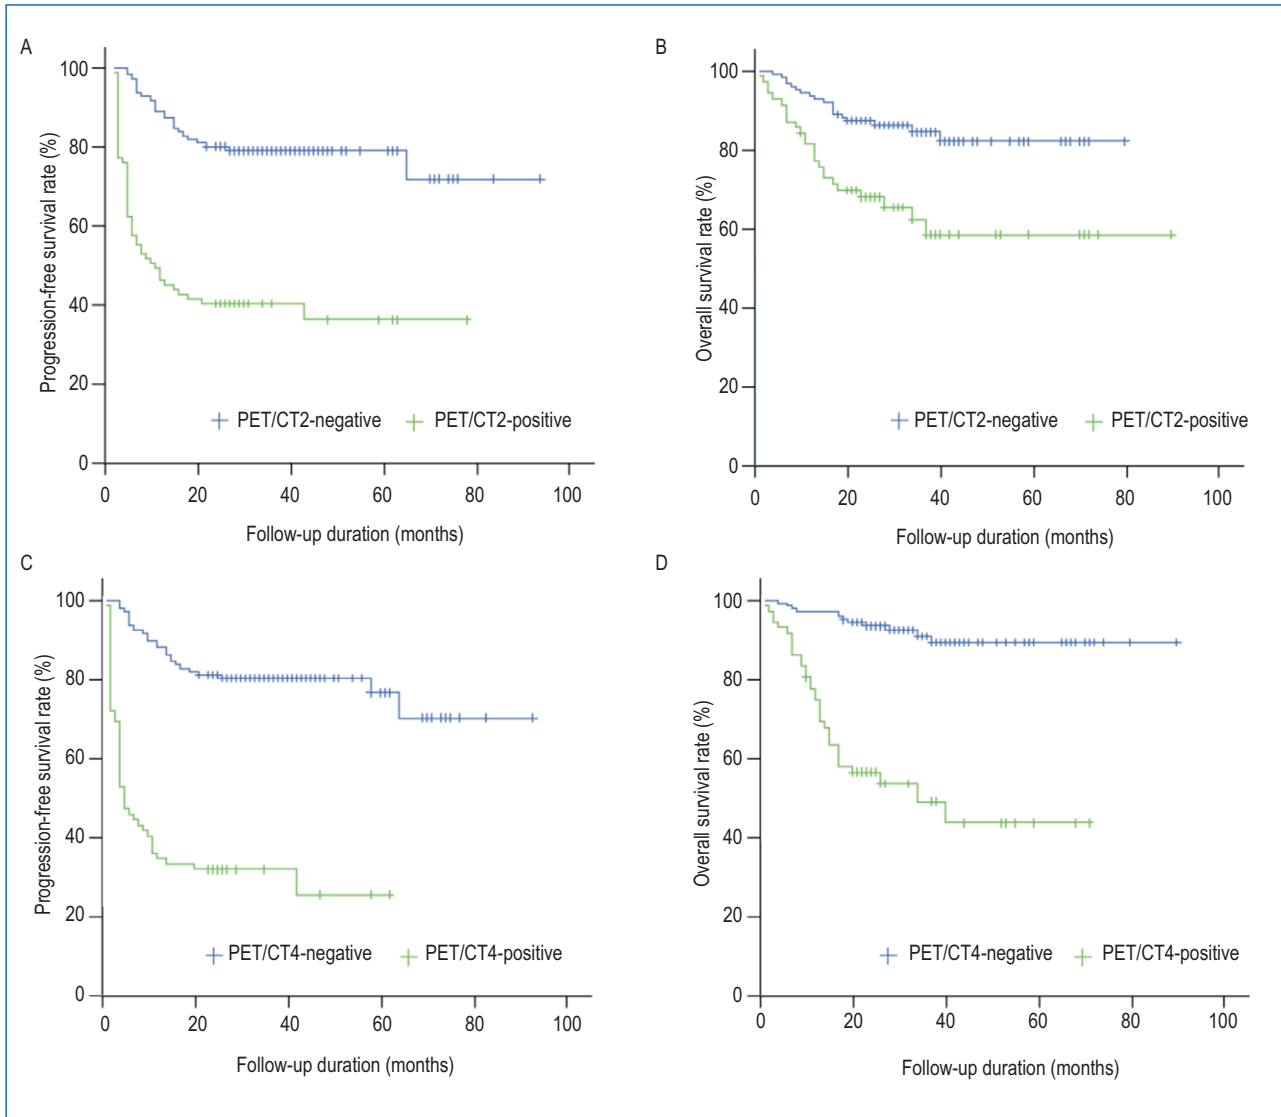 A
100
80
60
40
20
0
Progression-free survival rate (%)
PET/CT2-negative PET/CT2-positive
0 20 40 60 80 100
Follow-up duration (months)
B
100
80
60
40
20
0
Overall survival rate (%)
PET/CT2-negative PET/CT2-positive
0 20 40 60 80 100
Follow-up duration (months)
C
100
80
60
40
20
0
Progression-free survival rate (%)
PET/CT4-negative PET/CT4-positive
0 20 40 60 80 100
Follow-up duration (months)
D
100
80
60
40
20
0
Overall survival rate (%)
PET/CT4-negative PET/CT4-positive
0 20 40 60 80 100
Follow-up duration (months)